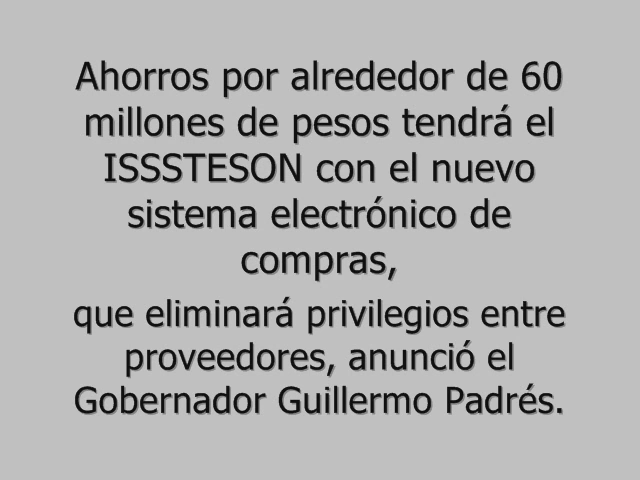 Ahorros por alrededor de 60
millones de pesos tendrá el
ISSSTESON con el nuevo
sistema electrónico de
compras,
que eliminará privilegios entre
proveedores, anunció el
Gobernador Guillermo Padrés.